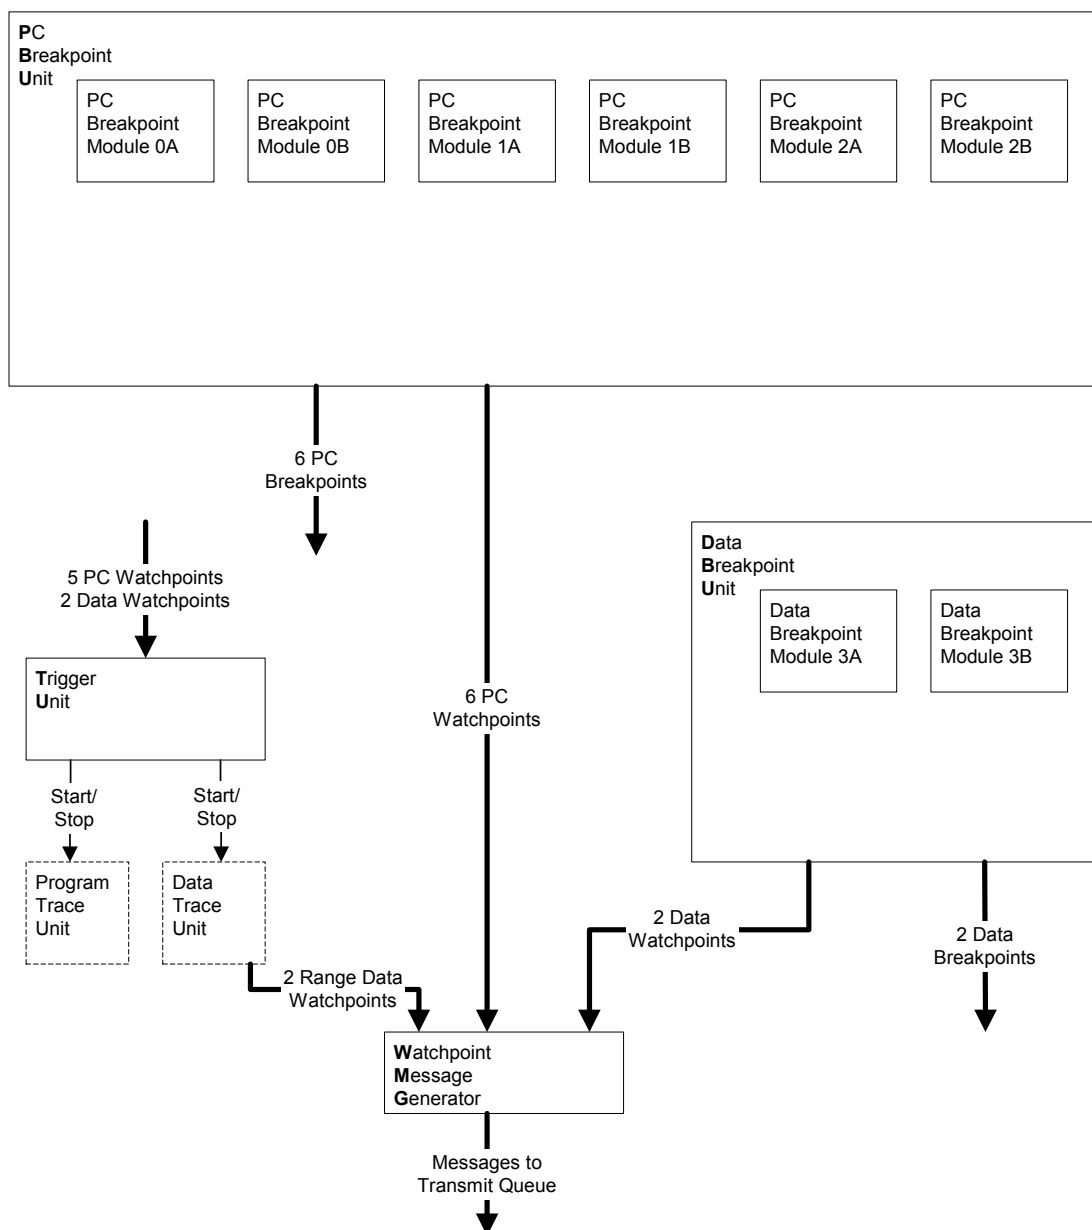 PC
Breakpoint
Unit
PC
Breakpoint
Module 0A
PC
Breakpoint
Module 0B
PC
Breakpoint
Module 1A
PC
Breakpoint
Module 1B
PC
Breakpoint
Module 2A
PC
Breakpoint
Module 2B
6 PC
Breakpoints
5 PC Watchpoints
2 Data Watchpoints
Trigger
Unit
Start/
Stop
Start/
Stop
Program
Trace
Unit
Data
Trace
Unit
6 PC
Watchpoints
Data
Breakpoint
Unit
Data
Breakpoint
Module 3A
Data
Breakpoint
Module 3B
2 Data
Watchpoints
2 Data
Breakpoints
2 Range Data
Watchpoints
Watchpoint
Message
Generator
Messages to
Transmit Queue